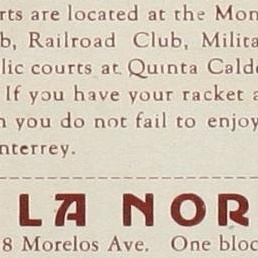 rts are located at the Mon
b, Railroad Club, Milita
lic courts at Quinta Calde
If you have your racket a
n you do not fail to enjoy
nterrey.
LA NOR
8 Morelos Ave. One bloc